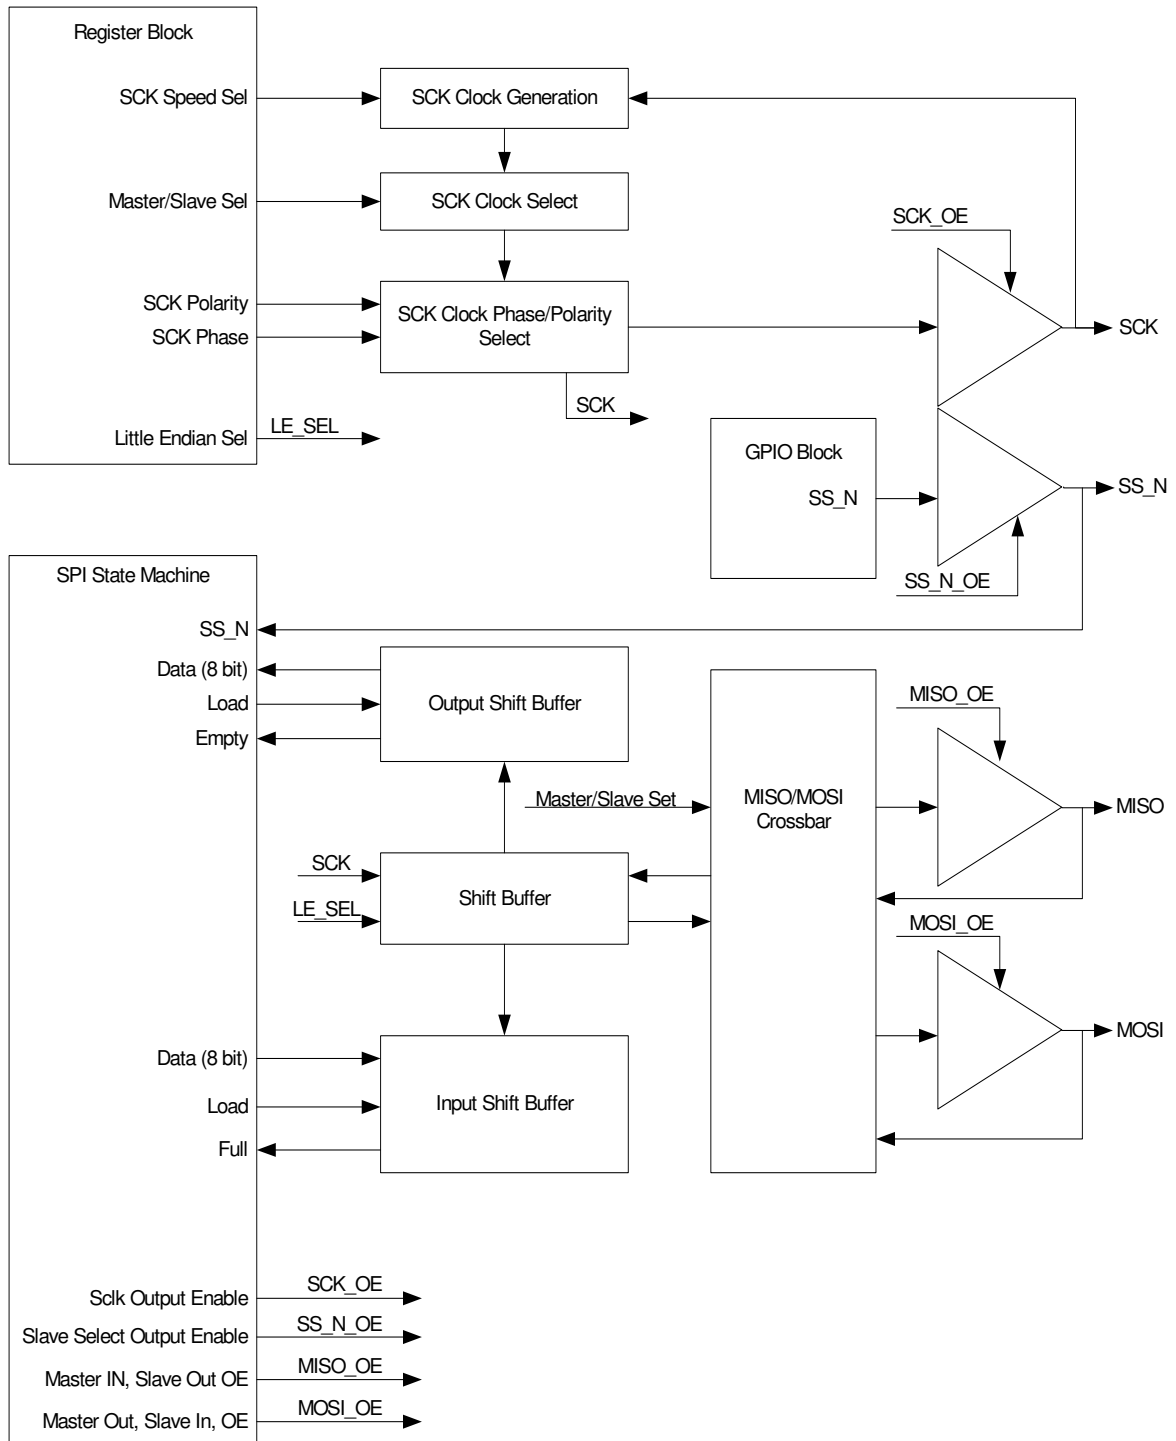 Register Block
SCK Speed Sel
SCK Clock Generation
Master/Slave Sel
SCK Clock Select
SCK_OE
SCK Polarity
SCK Phase
SCK Clock Phase/Polarity
Select
SCK
SCK
Little Endian Sel
LE_SEL
GPIO Block
SS_N
SS_N
SS_N_OE
SPI State Machine
SS_N
Data (8 bit)
Load
Empty
Output Shift Buffer
Master/Slave Set
MISO/MOSI
Crossbar
MISO_OE
MISO
SCK
LE_SEL
Shift Buffer
MOSI_OE
MOSI
Data (8 bit)
Load
Full
Input Shift Buffer
Sclk Output Enable
SCK_OE
Slave Select Output Enable
SS_N_OE
Master IN, Slave Out OE
MISO_OE
Master Out, Slave In, OE
MOSI_OE